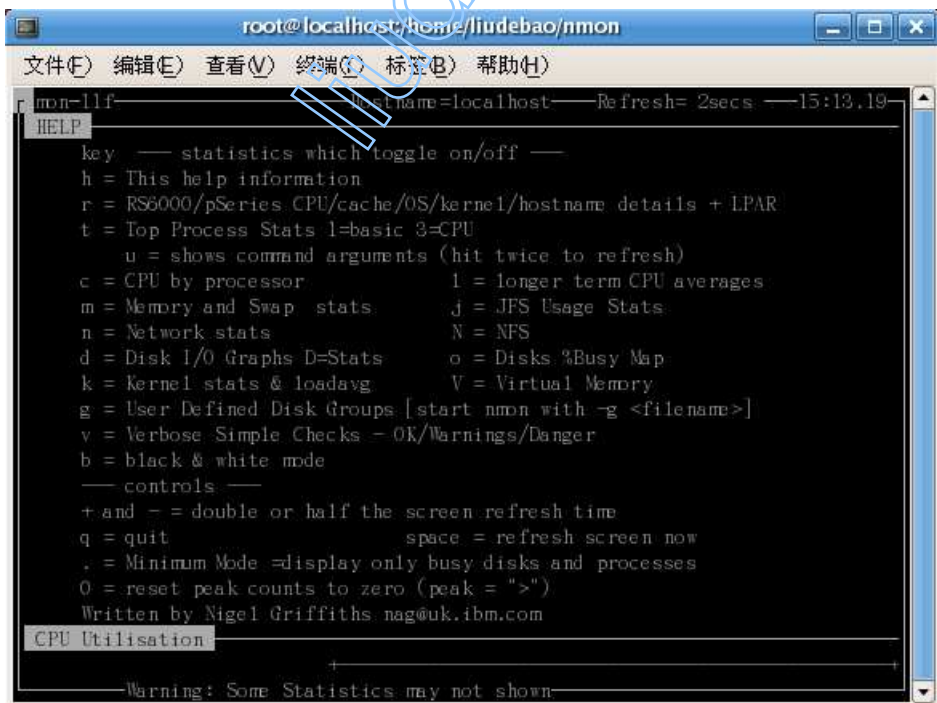 root@localhost:/home/liudebao/nmon
文件(F) 编辑(E) 查看(V) 终端(T) 标签(B) 帮助(H)
mon-11f Hostname=localhost Refresh= 2secs 15:13.19
HELP
key --- statistics which toggle on/off ---
h = This help information
r = RS6000/pSeries CPU/cache/OS/kernel/hostname details + LPAR
t = Top Process Stats 1=basic 3=CPU
u = shows command arguments (hit twice to refresh)
c = CPU by processor l = longer term CPU averages
m = Memory and Swap stats j = JFS Usage Stats
n = Network stats N = NFS
d = Disk I/O Graphs D=Stats o = Disks %Busy Map
k = Kernel stats & loadavg V = Virtual Memory
g = User Defined Disk Groups [start nmon with -g <filename>]
v = Verbose Simple Checks - OK/Warnings/Danger
b = black & white mode
--- controls ---
+ and - = double or half the screen refresh time
q = quit space = refresh screen now
. = Minimum Mode =display only busy disks and processes
0 = reset peak counts to zero (peak = ">")
Written by Nigel Griffiths nag@uk.ibm.com
CPU Utilisation
Warning: Some Statistics may not shown